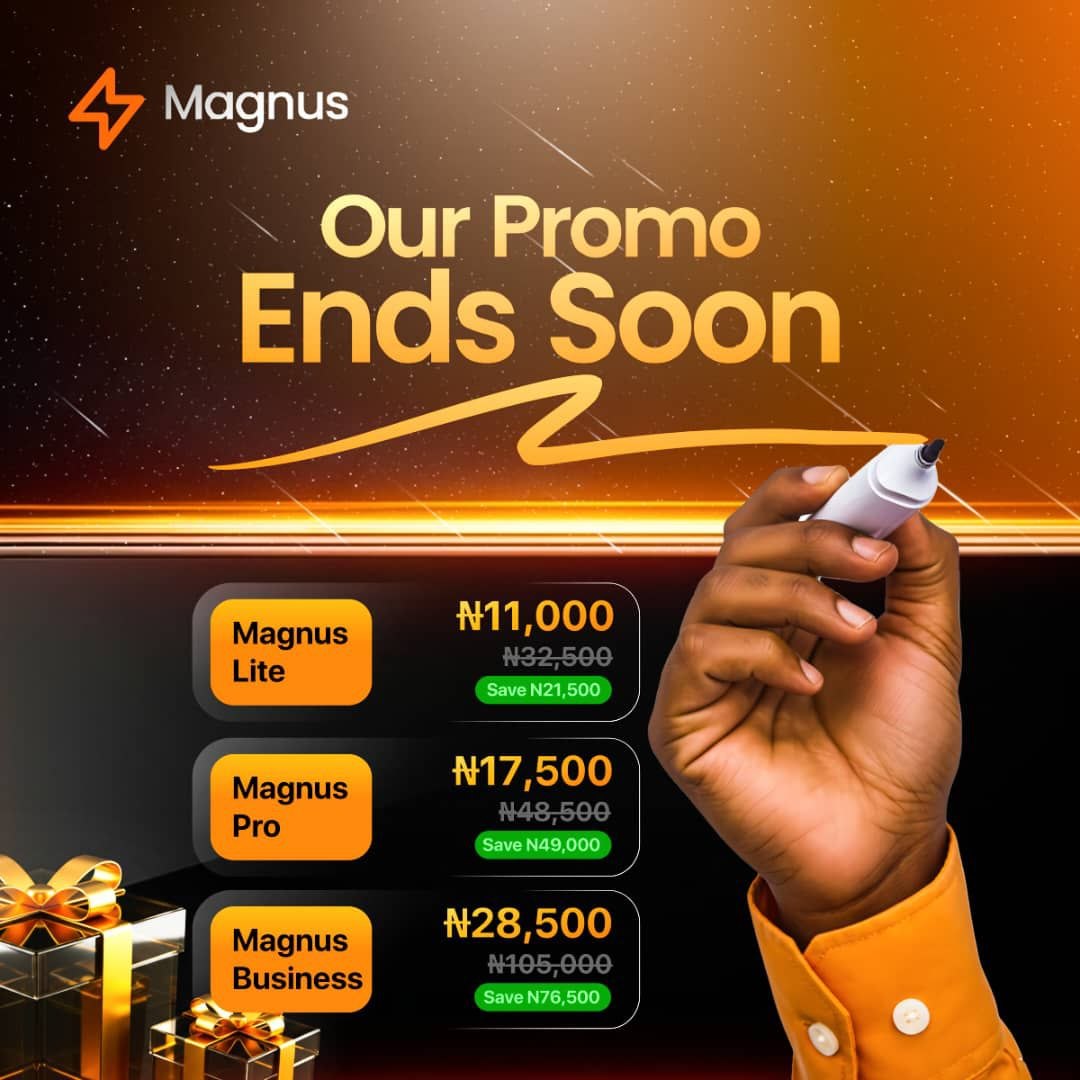 Magnus
Our Promo
Ends Soon
Magnus
Lite
₦11,000
₦32,500
Save N21,500
Magnus
Pro
₦17,500
₦48,500
Save N49,000
Magnus
Business
₦28,500
₦105,000
Save N76,500